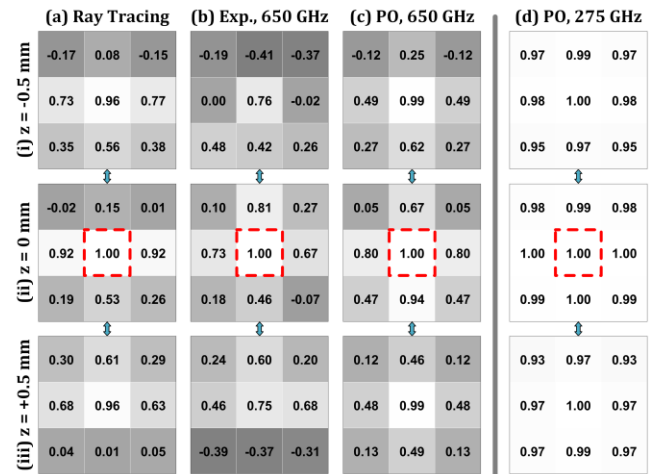 (a) Ray Tracing (b) Exp., 650 GHz (c) PO, 650 GHz (d) PO, 275 GHz
(i) z = -0.5 mm
-0.17 0.08 -0.15 -0.19 -0.41 -0.37 -0.12 0.25 -0.12 0.97 0.99 0.97
0.73 0.96 0.77 0.00 0.76 -0.02 0.49 0.99 0.49 0.98 1.00 0.98
0.35 0.56 0.38 0.48 0.42 0.26 0.27 0.62 0.27 0.95 0.97 0.95
(ii) z = 0 mm
-0.02 0.15 0.01 0.10 0.81 0.27 0.05 0.67 0.05 0.98 0.99 0.98
0.92 1.00 0.92 0.73 1.00 0.67 0.80 1.00 0.80 1.00 1.00 1.00
0.19 0.53 0.26 0.18 0.46 -0.07 0.47 0.94 0.47 0.99 1.00 0.99
(iii) z = +0.5 mm
0.30 0.61 0.29 0.24 0.60 0.20 0.12 0.46 0.12 0.93 0.97 0.93
0.68 0.96 0.63 0.46 0.75 0.68 0.48 0.99 0.48 0.97 1.00 0.97
0.04 0.01 0.05 -0.39 -0.37 -0.31 0.13 0.49 0.13 0.97 0.99 0.97